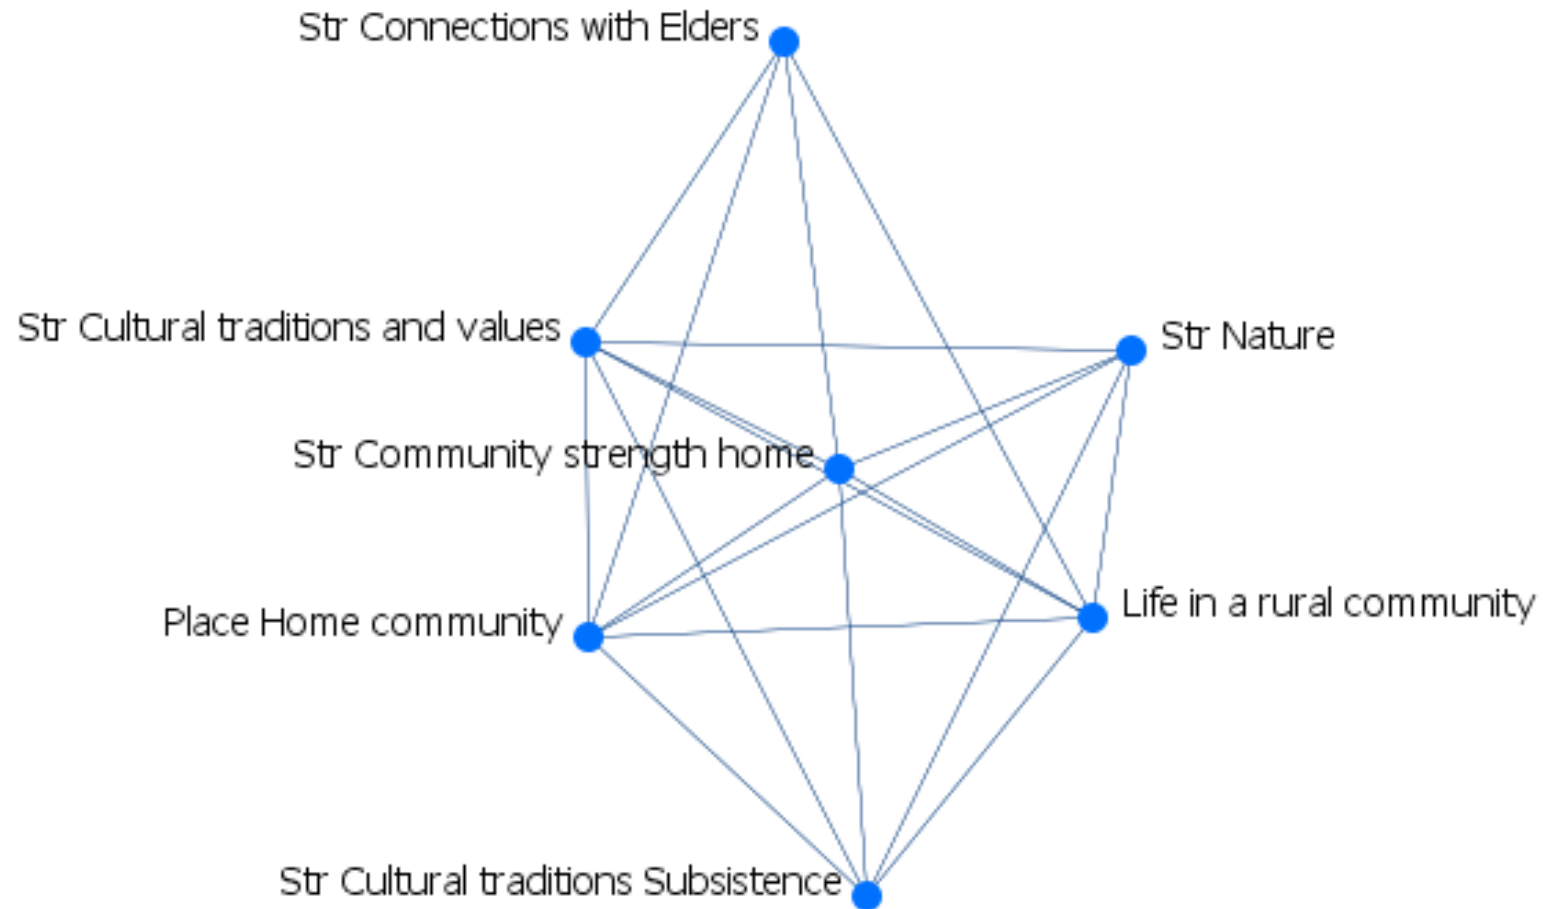 Str Connections with Elders
Str Cultural traditions and values
Str Nature
Str Community strength home
Life in a rural community
Place Home community
Str Cultural traditions Subsistence